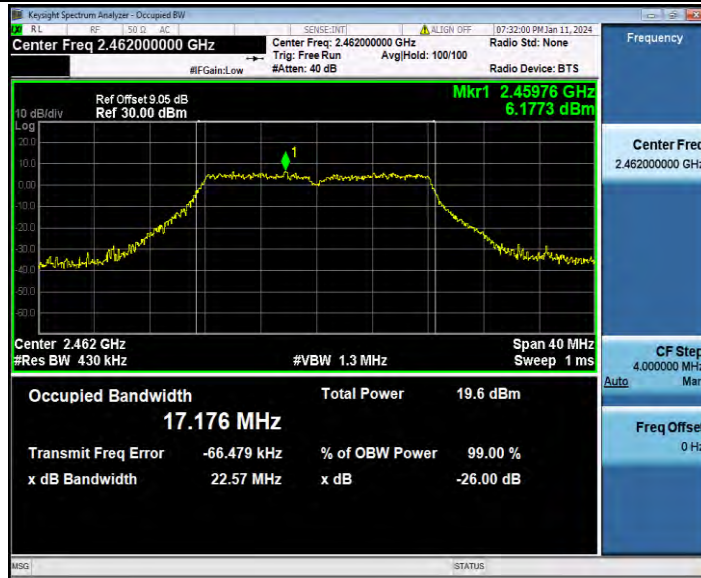 Keysight Spectrum Analyzer - Occupied BW
RL RF 50 Ω AC SENSE:INT ALIGN OFF 07:32:00 PM Jan 11, 2024
Center Freq 2.462000000 GHz
Center Freq: 2.462000000 GHz
Radio Std: None
Trig: Free Run Avg|Hold: 100/100
#IFGain:Low
#Atten: 40 dB
Radio Device: BTS
Frequency
Ref Offset 9.05 dB
Mkr1 2.45976 GHz
10 dB/div
Ref 30.00 dBm
6.1773 dBm
Log
20.0
10.0
0.00
-10.0
-20.0
-30.0
-40.0
-50.0
-60.0
1
Center Freq
2.462000000 GHz
Center 2.462 GHz
Span 40 MHz
#Res BW 430 kHz
#VBW 1.3 MHz
Sweep 1 ms
CF Step
4.000000 MHz
Auto Man
Occupied Bandwidth
Total Power 19.6 dBm
17.176 MHz
Transmit Freq Error -66.479 kHz
% of OBW Power 99.00 %
x dB Bandwidth 22.57 MHz
x dB -26.00 dB
Freq Offset
0 Hz
MSG
STATUS